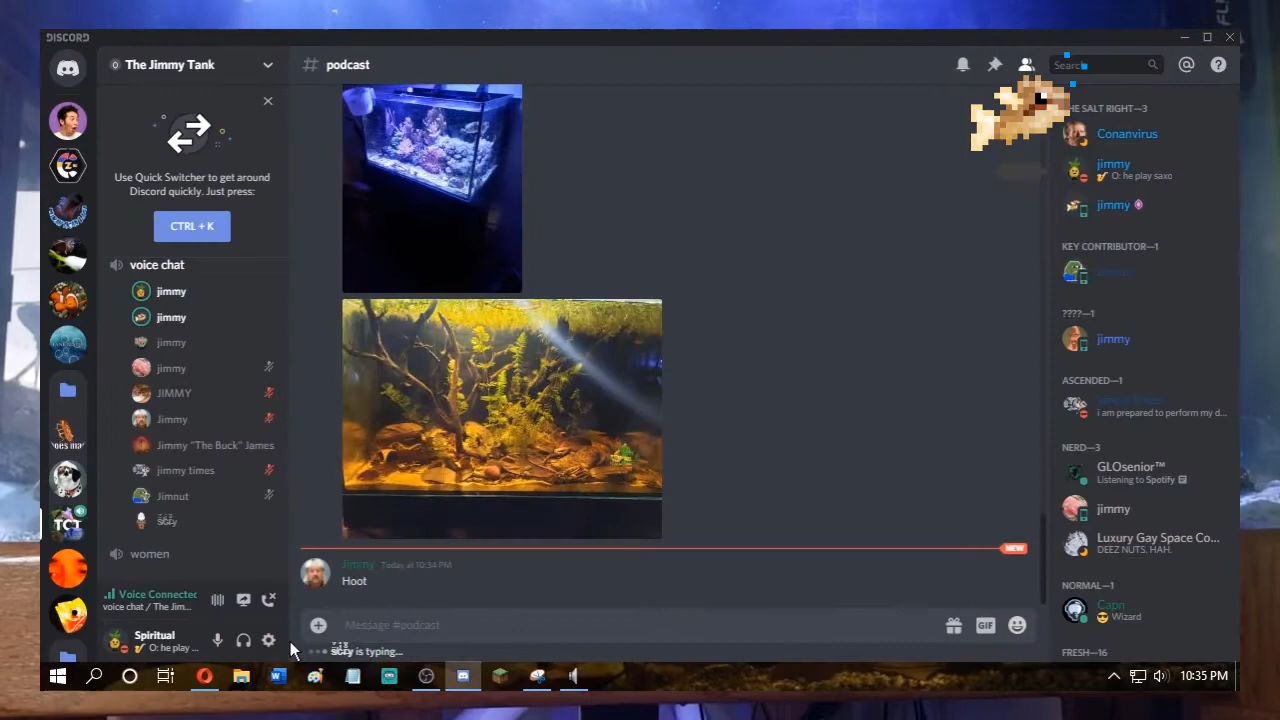 DISCORD
The Jimmy Tank
Use Quick Switcher to get around
Discord quickly. Just press:
CTRL + K
voice chat
jimmy
jimmy
jimmy
jimmy
JIMMY
Jimmy
Jimmy "The Buck" James
jimmy times
Jimnut
women
Voice Connected
voice chat / The Jim...
Spiritual
O: he play ...
# podcast
NEW
Jimmy Today at 10:34 PM
Hoot
Message #podcast
GIF
is typing...
Search
HE SALT RIGHT—3
Conanvirus
jimmy
O: he play saxo
jimmy
KEY CONTRIBUTOR—1
????—1
jimmy
ASCENDED—1
i am prepared to perform my d...
NERD—3
GLOsenior™
Listening to Spotify
jimmy
Luxury Gay Space Co...
DEEZ NUTS. HAH.
NORMAL—1
Capn
Wizard
FRESH—16
TCT
10:35 PM